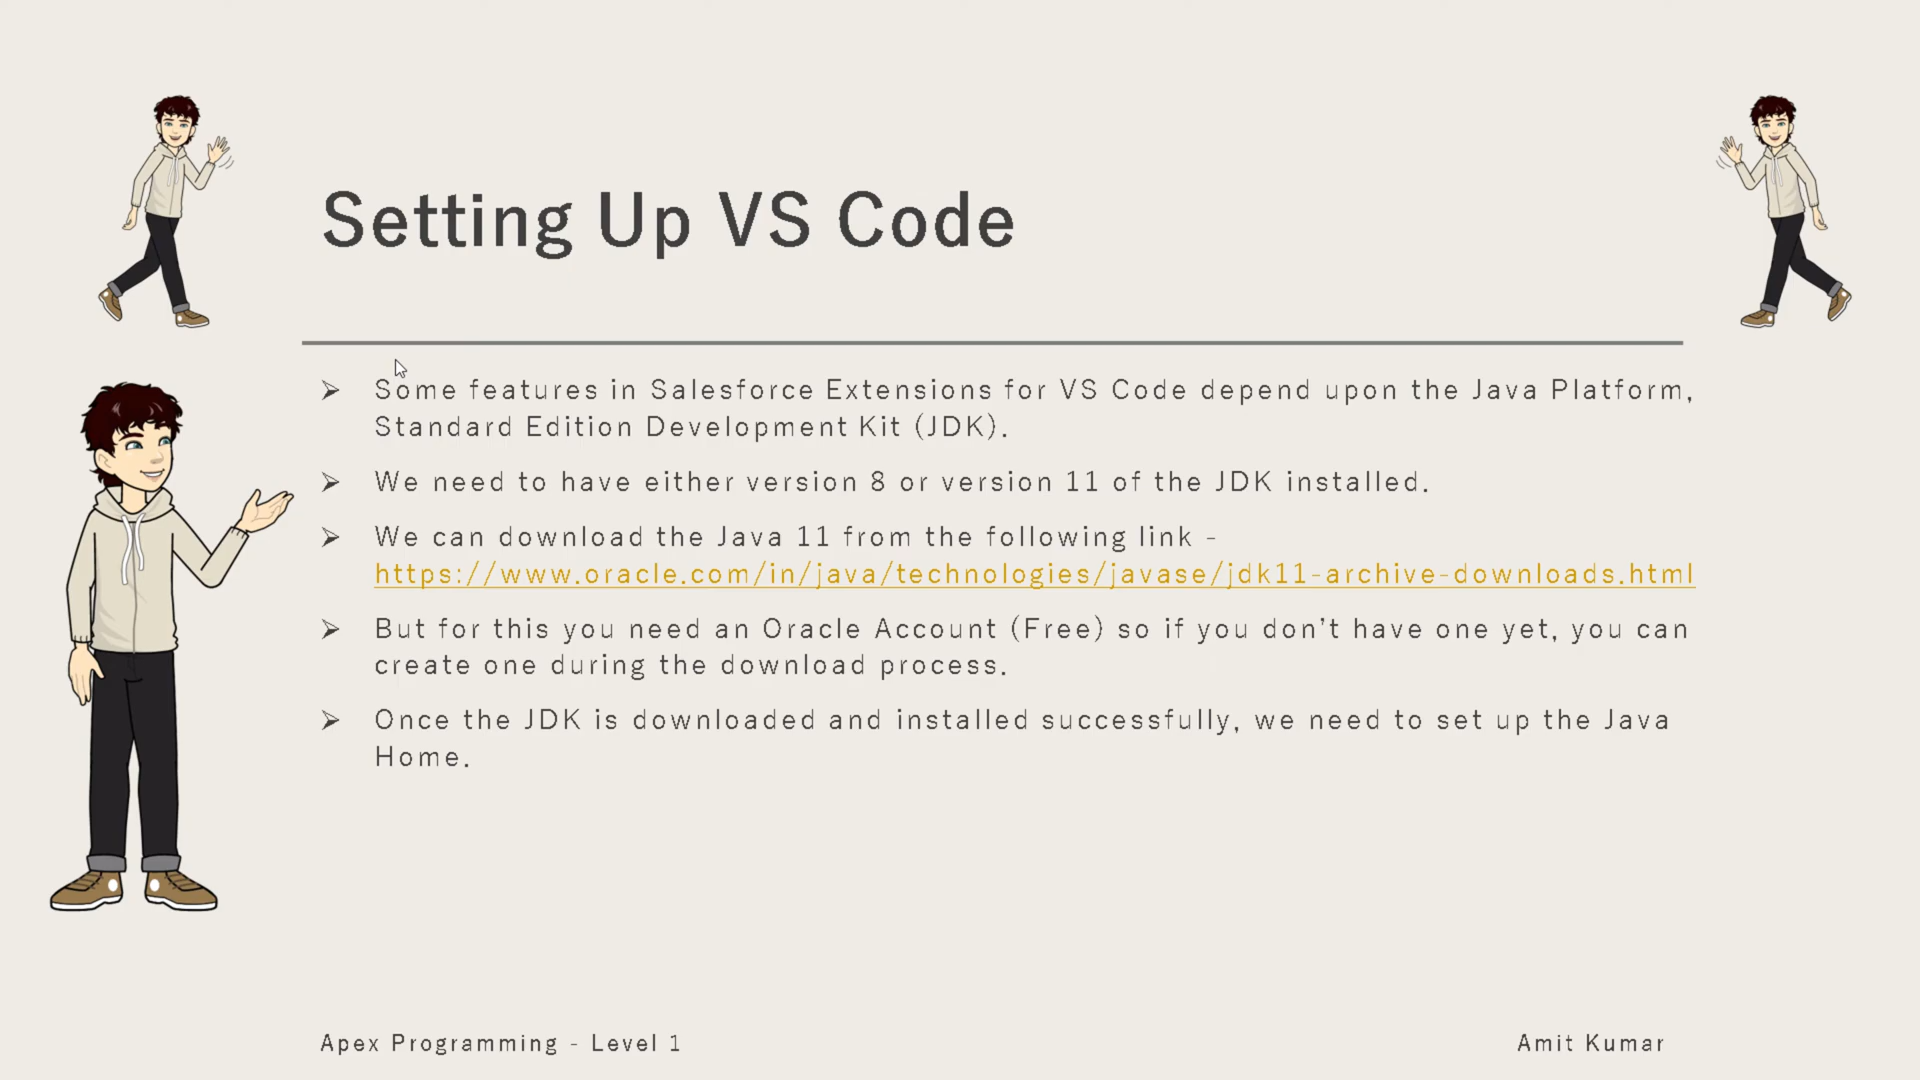 Setting Up VS Code
➢ Some features in Salesforce Extensions for VS Code depend upon the Java Platform,
Standard Edition Development Kit (JDK).
➢ We need to have either version 8 or version 11 of the JDK installed.
➢ We can download the Java 11 from the following link -
https://www.oracle.com/in/java/technologies/javase/jdk11-archive-downloads.html
➢ But for this you need an Oracle Account (Free) so if you don’t have one yet, you can
create one during the download process.
➢ Once the JDK is downloaded and installed successfully, we need to set up the Java
Home.
Apex Programming - Level 1
Amit Kumar